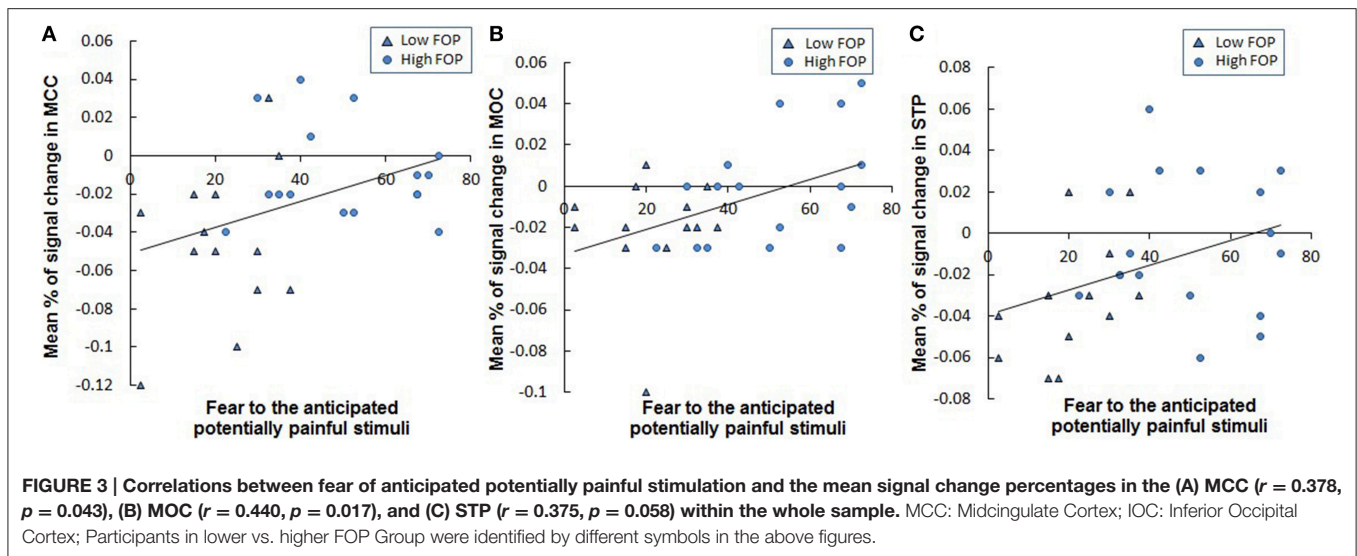 A
Low FOP
High FOP
Mean % of signal change in MCC
0.06
0.04
0.02
0
-0.02
-0.04
-0.06
-0.08
-0.1
-0.12
0 20 40 60 80
Fear to the anticipated
potentially painful stimuli
B
Low FOP
High FOP
Mean % of signal change in MOC
0.06
0.04
0.02
0
-0.02
-0.04
-0.06
-0.08
-0.1
0 20 40 60 80
Fear to the anticipated
potentially painful stimuli
C
Low FOP
High FOP
Mean % of signal change in STP
0.08
0.06
0.04
0.02
0
-0.02
-0.04
-0.06
-0.08
0 20 40 60 80
Fear to the anticipated
potentially painful stimuli
FIGURE 3 | Correlations between fear of anticipated potentially painful stimulation and the mean signal change percentages in the (A) MCC (r = 0.378,
p = 0.043), (B) MOC (r = 0.440, p = 0.017), and (C) STP (r = 0.375, p = 0.058) within the whole sample. MCC: Midcingulate Cortex; IOC: Inferior Occipital
Cortex; Participants in lower vs. higher FOP Group were identified by different symbols in the above figures.